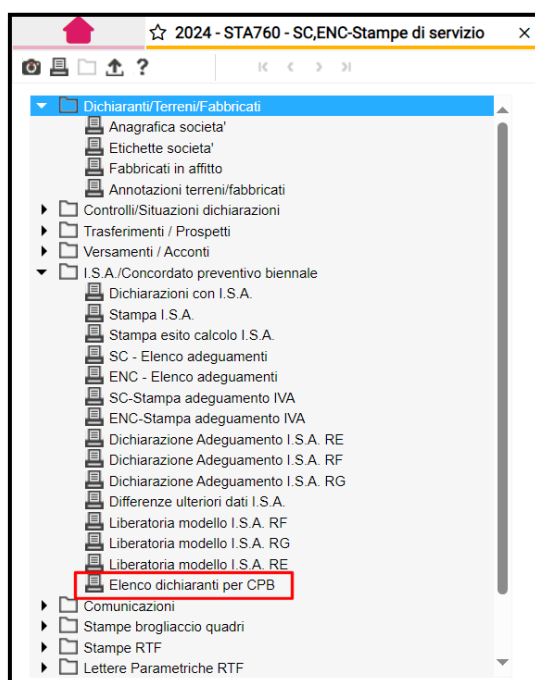 ☆ 2024 - STA760 - SC,ENC-Stampe di servizio ×
?
Dichiaranti/Terreni/Fabbricati
Anagrafica societa'
Etichette societa'
Fabbricati in affitto
Annotazioni terreni/fabbricati
Controlli/Situazioni dichiarazioni
Trasferimenti / Prospetti
Versamenti / Acconti
I.S.A./Concordato preventivo biennale
Dichiarazioni con I.S.A.
Stampa I.S.A.
Stampa esito calcolo I.S.A.
SC - Elenco adeguamenti
ENC - Elenco adeguamenti
SC-Stampa adeguamento IVA
ENC-Stampa adeguamento IVA
Dichiarazione Adeguamento I.S.A. RE
Dichiarazione Adeguamento I.S.A. RF
Dichiarazione Adeguamento I.S.A. RG
Differenze ulteriori dati I.S.A.
Liberatoria modello I.S.A. RF
Liberatoria modello I.S.A. RG
Liberatoria modello I.S.A. RE
Elenco dichiaranti per CPB
Comunicazioni
Stampe brogliaccio quadri
Stampe RTF
Lettere Parametriche RTF